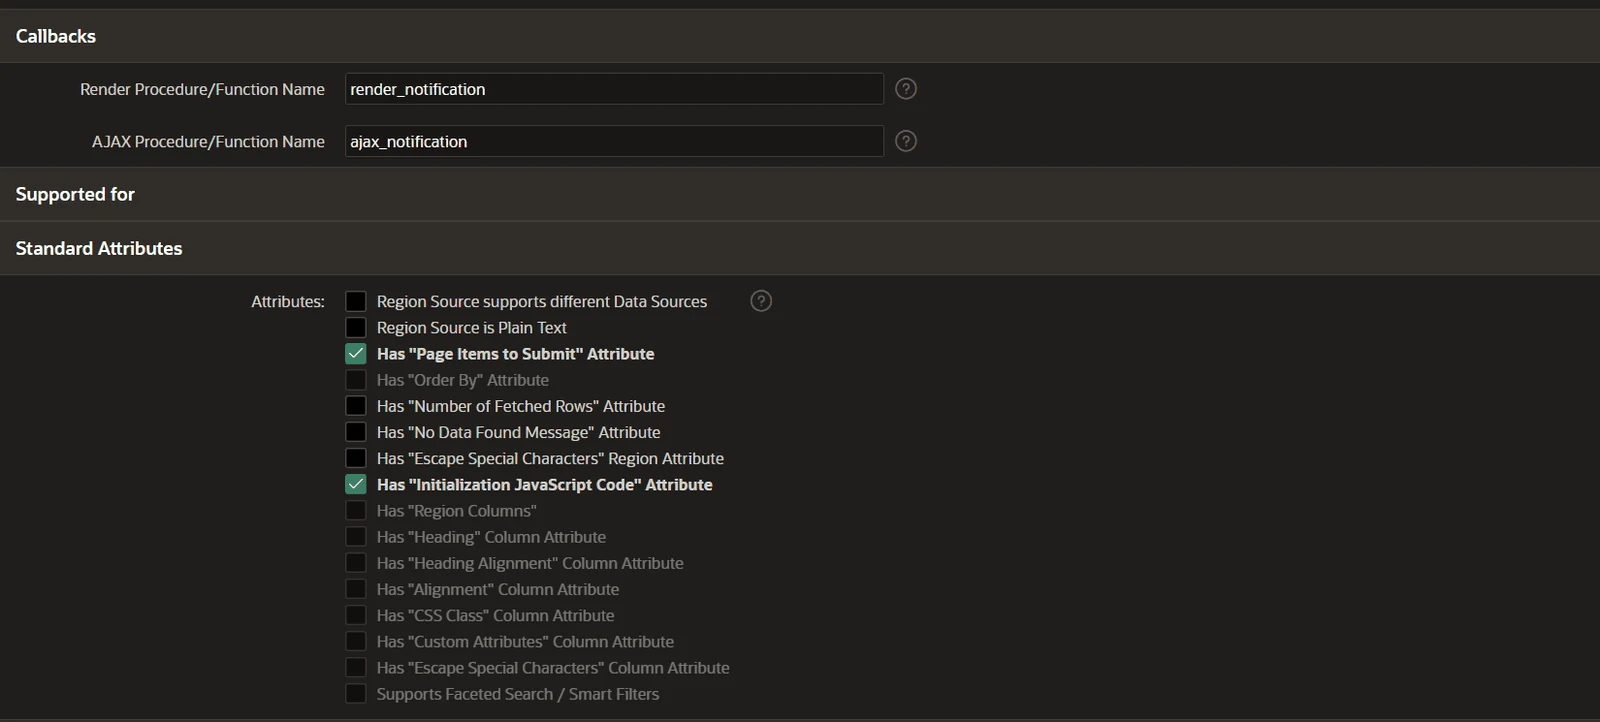 Callbacks
Render Procedure/Function Name render_notification ?
AJAX Procedure/Function Name ajax_notification ?
Supported for
Standard Attributes
Attributes: Region Source supports different Data Sources ?
Region Source is Plain Text
Has "Page Items to Submit" Attribute
Has "Order By" Attribute
Has "Number of Fetched Rows" Attribute
Has "No Data Found Message" Attribute
Has "Escape Special Characters" Region Attribute
Has "Initialization JavaScript Code" Attribute
Has "Region Columns"
Has "Heading" Column Attribute
Has "Heading Alignment" Column Attribute
Has "Alignment" Column Attribute
Has "CSS Class" Column Attribute
Has "Custom Attributes" Column Attribute
Has "Escape Special Characters" Column Attribute
Supports Faceted Search / Smart Filters